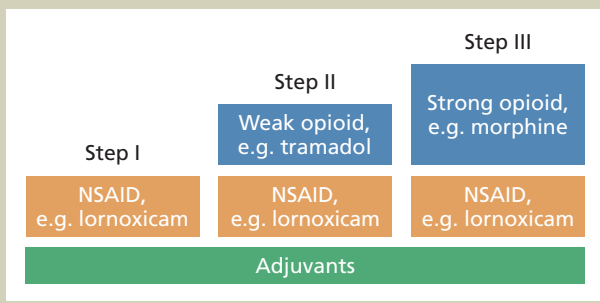 Step I
NSAID,
e.g. lornoxicam
Step II
Weak opioid,
e.g. tramadol
NSAID,
e.g. lornoxicam
Step III
Strong opioid,
e.g. morphine
NSAID,
e.g. lornoxicam
Adjuvants